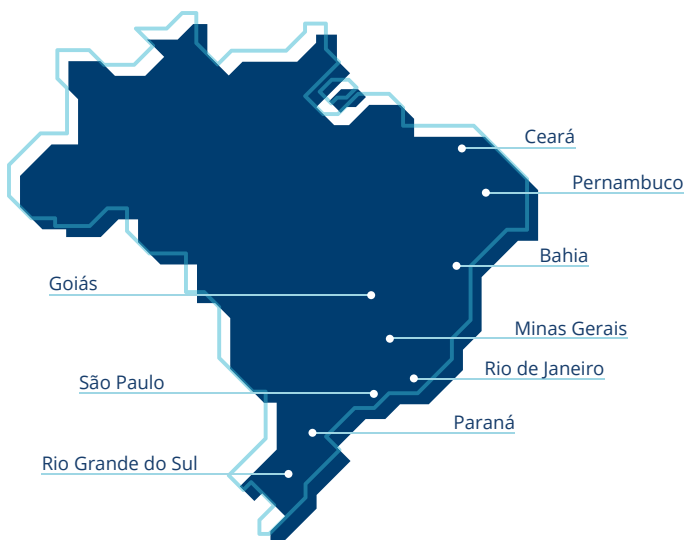 Ceará
Pernambuco
Bahia
Goiás
Minas Gerais
Rio de Janeiro
São Paulo
Paraná
Rio Grande do Sul